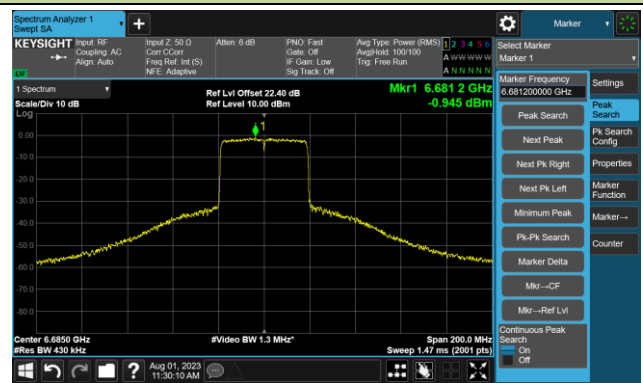 Spectrum Analyzer 1
Swept SA
Marker
KEYSIGHT
Input: RF
Coupling: AC
Align: Auto
Input Z: 50 Ω
Corr CCorr
Freq Ref: Int (S)
NFE: Adaptive
Atten: 6 dB
PNO: Fast
Gate: Off
IF Gain: Low
Sig Track: Off
Avg Type: Power (RMS)
Avg|Hold: 100/100
Trig: Free Run
1 2 3 4 5 6
A W W W W W
A N N N N N
LW
Select Marker
Marker 1
1 Spectrum
Scale/Div 10 dB
Log
Ref Lvl Offset 22.40 dB
Ref Level 10.00 dBm
Mkr1 6.681 2 GHz
-0.945 dBm
1
0.00
-10.0
-20.0
-30.0
-40.0
-50.0
-60.0
-70.0
-80.0
Center 6.6850 GHz
#Res BW 430 kHz
#Video BW 1.3 MHz*
Span 200.0 MHz
Sweep 1.47 ms (2001 pts)
Marker Frequency
6.681200000 GHz
Peak Search
Next Peak
Next Pk Right
Next Pk Left
Minimum Peak
Pk-Pk Search
Marker Delta
Mkr→CF
Mkr→Ref Lvl
Continuous Peak
Search
On
Off
Settings
Peak
Search
Pk Search
Config
Properties
Marker
Function
Marker→
Counter
?
Aug 01, 2023
11:30:10 AM